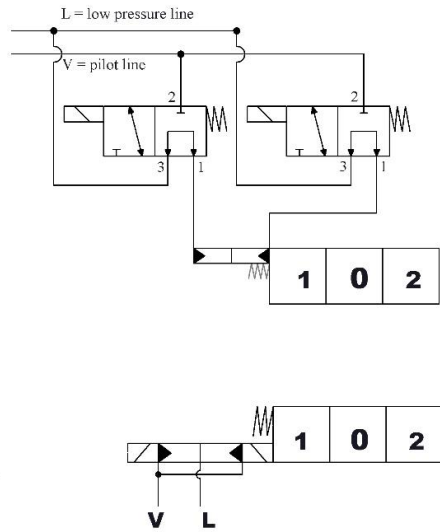 L = low pressure line
V = pilot line
2 2
3 1 3 1
1 0 2
1 0 2
V L